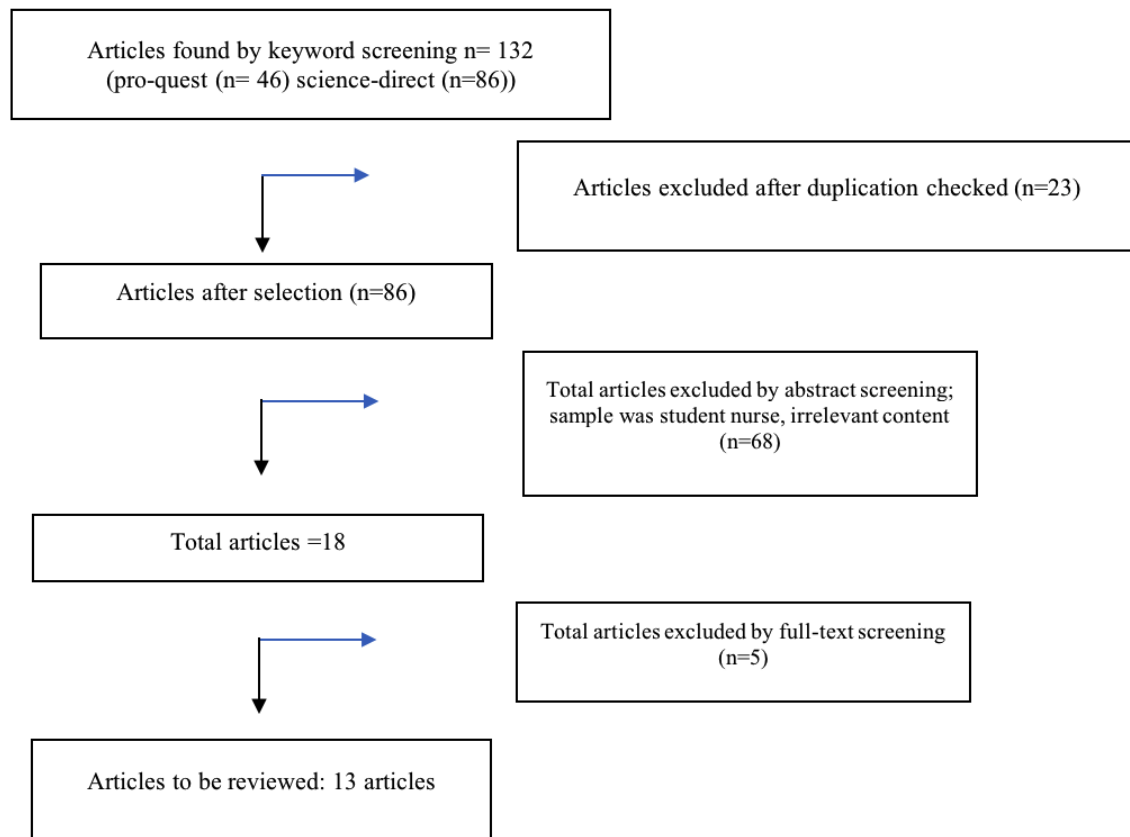 Articles found by keyword screening n= 132
(pro-quest (n= 46) science-direct (n=86))
Articles excluded after duplication checked (n=23)
Articles after selection (n=86)
Total articles excluded by abstract screening;
sample was student nurse, irrelevant content
(n=68)
Total articles =18
Total articles excluded by full-text screening
(n=5)
Articles to be reviewed: 13 articles